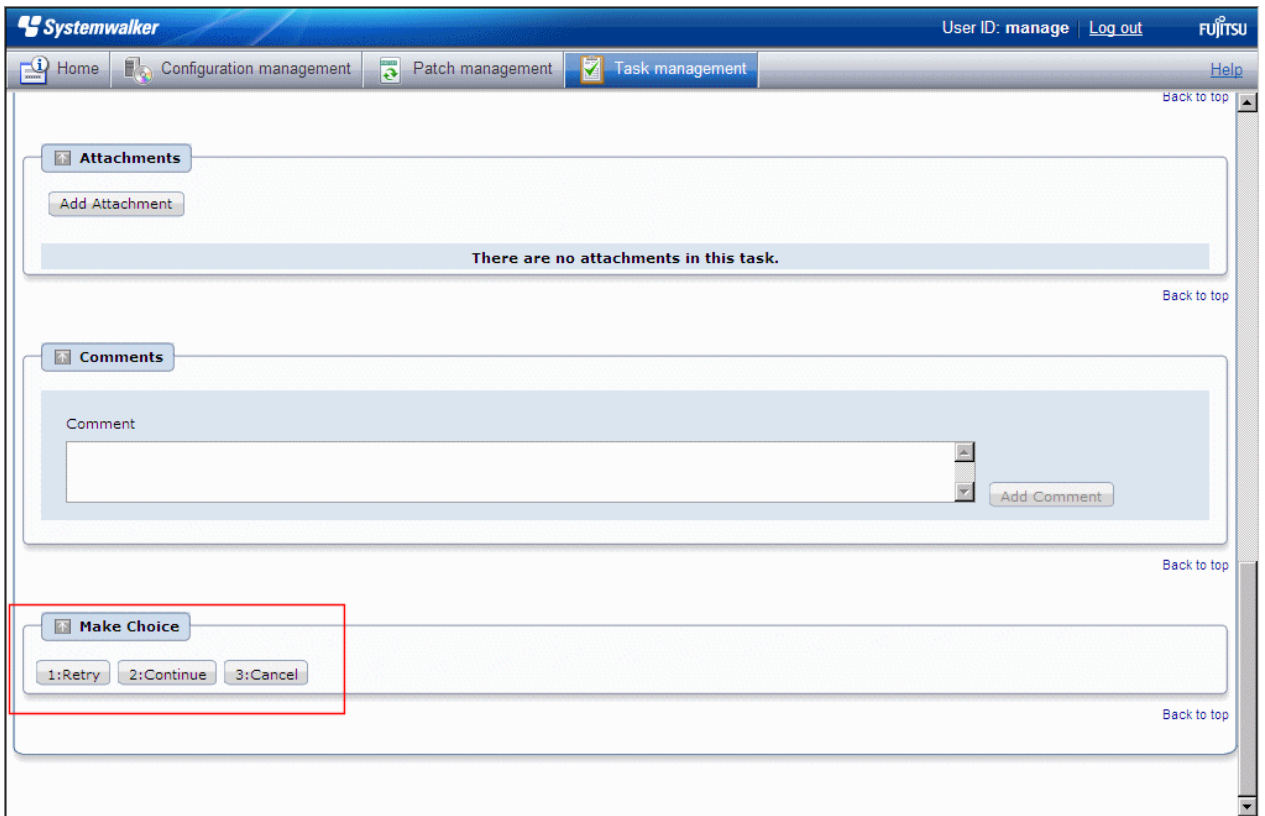 Systemwalker
User ID: manage Log out
FUJITSU
Home Configuration management Patch management Task management Help
Back to top
Attachments
Add Attachment
There are no attachments in this task.
Back to top
Comments
Comment
Add Comment
Back to top
Make Choice
1:Retry 2:Continue 3:Cancel
Back to top